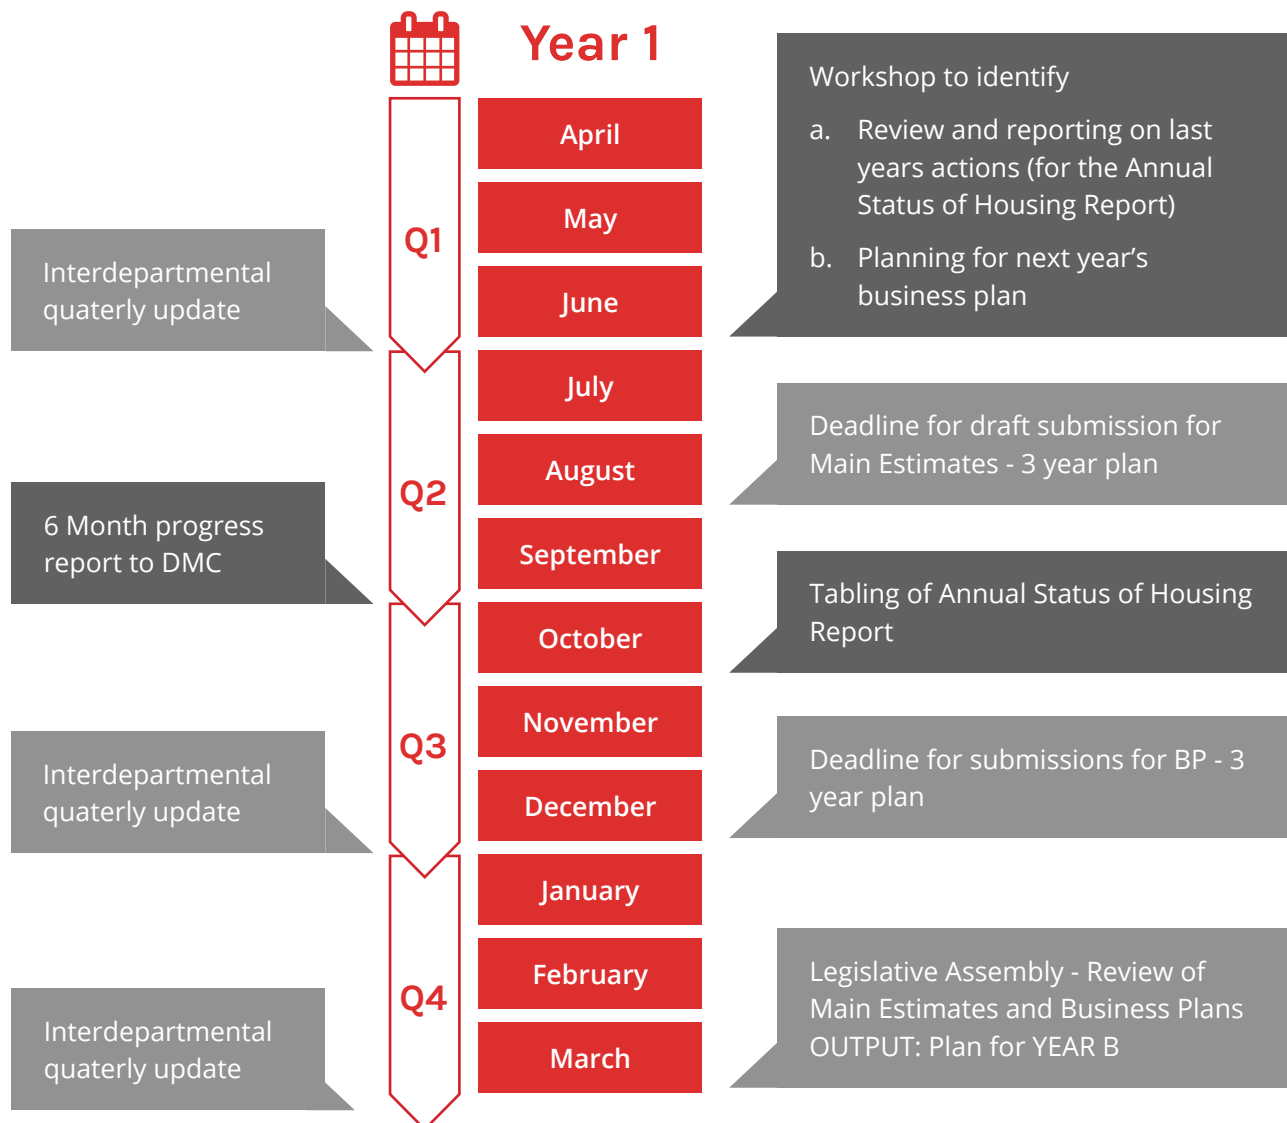 Year 1
Q1
Q2
Q3
Q4
April
May
June
July
August
September
October
November
December
January
February
March
Interdepartmental
quaterly update
6 Month progress
report to DMC
Interdepartmental
quaterly update
Interdepartmental
quaterly update
Workshop to identify
a. Review and reporting on last
years actions (for the Annual
Status of Housing Report)
b. Planning for next year’s
business plan
Deadline for draft submission for
Main Estimates - 3 year plan
Tabling of Annual Status of Housing
Report
Deadline for submissions for BP - 3
year plan
Legislative Assembly - Review of
Main Estimates and Business Plans
OUTPUT: Plan for YEAR B